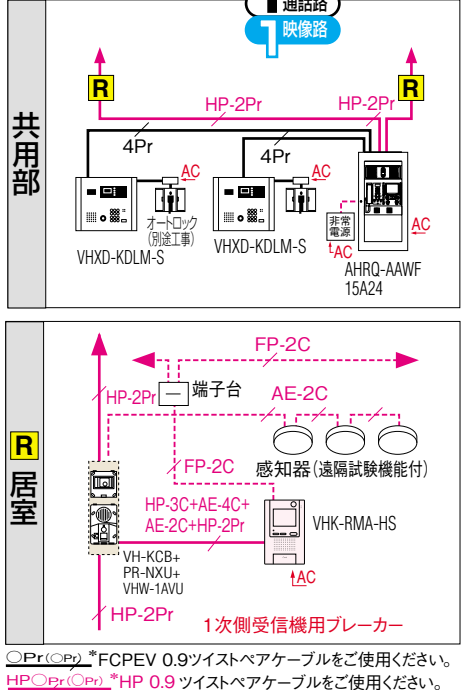 通話路
1 映像路
共用部
R
R
HP-2Pr
HP-2Pr
4Pr
4Pr
AC
AC
オートロック
(別途工事)
VHXD-KDLM-S
VHXD-KDLM-S
非常
電源
AC
AC
AHRQ-AAWF
15A24
R
居室
FP-2C
HP-2Pr
端子台
AE-2C
FP-2C
感知器(遠隔試験機能付)
HP-3C+AE-4C+
AE-2C+HP-2Pr
VHK-RMA-HS
VH-KCB+
PR-NXU+
VHW-1AVU
AC
HP-2Pr
1次側受信機用ブレーカー
○Pr(○Pr) *FCPEV 0.9ツイストペアケーブルをご使用ください。
HP○Pr(○Pr) *HP 0.9 ツイストペアケーブルをご使用ください。